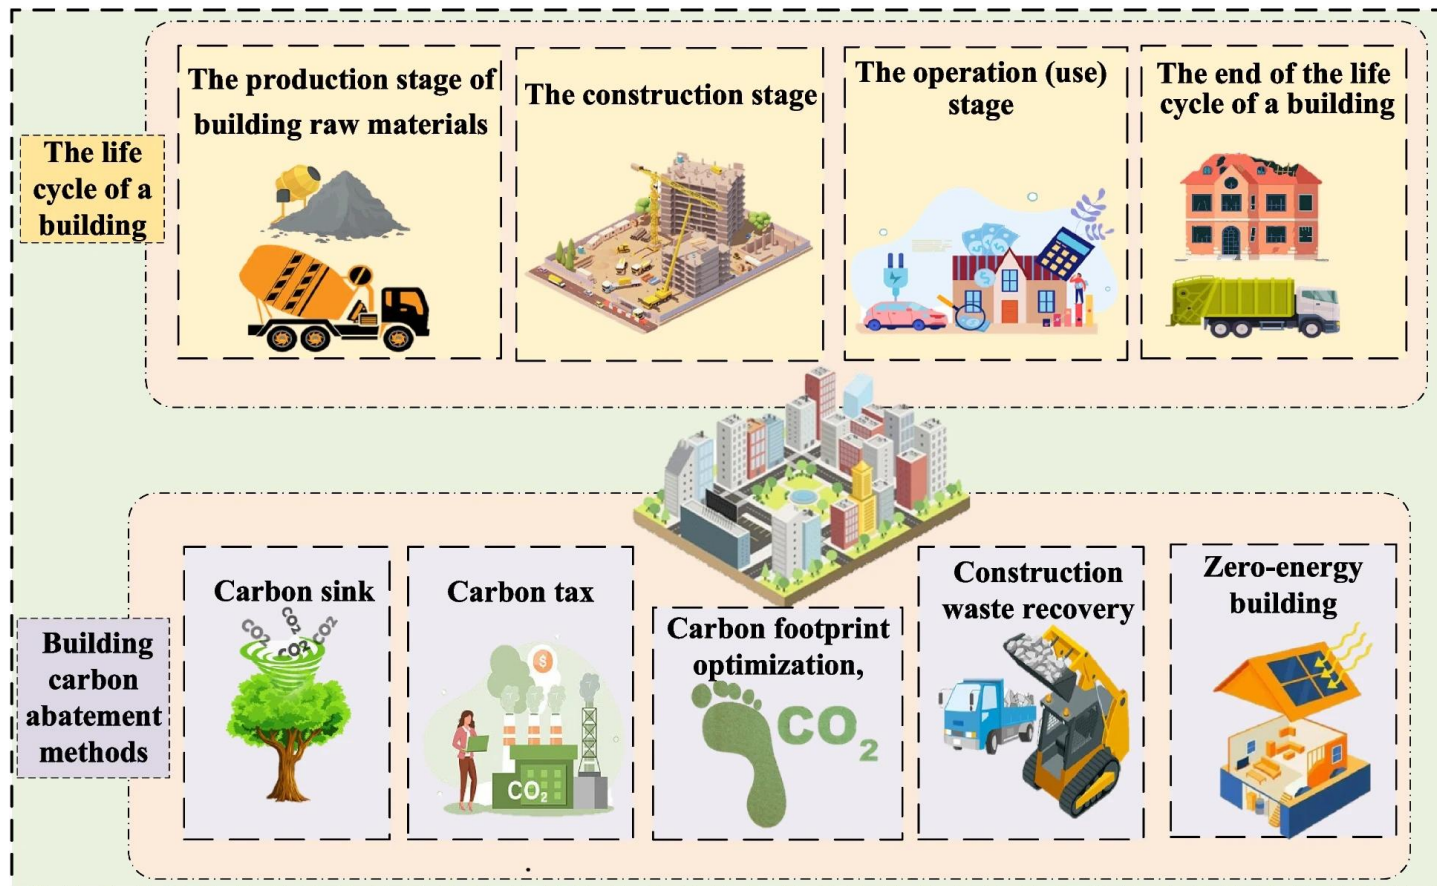 The life
cycle of a
building
The production stage of
building raw materials
The construction stage
The operation (use)
stage
The end of the life
cycle of a building
Building
carbon
abatement
methods
Carbon sink
CO2
CO2
CO2
CO2
Carbon tax
$
CO2
Carbon footprint
optimization,
CO2
Construction
waste recovery
Zero-energy
building